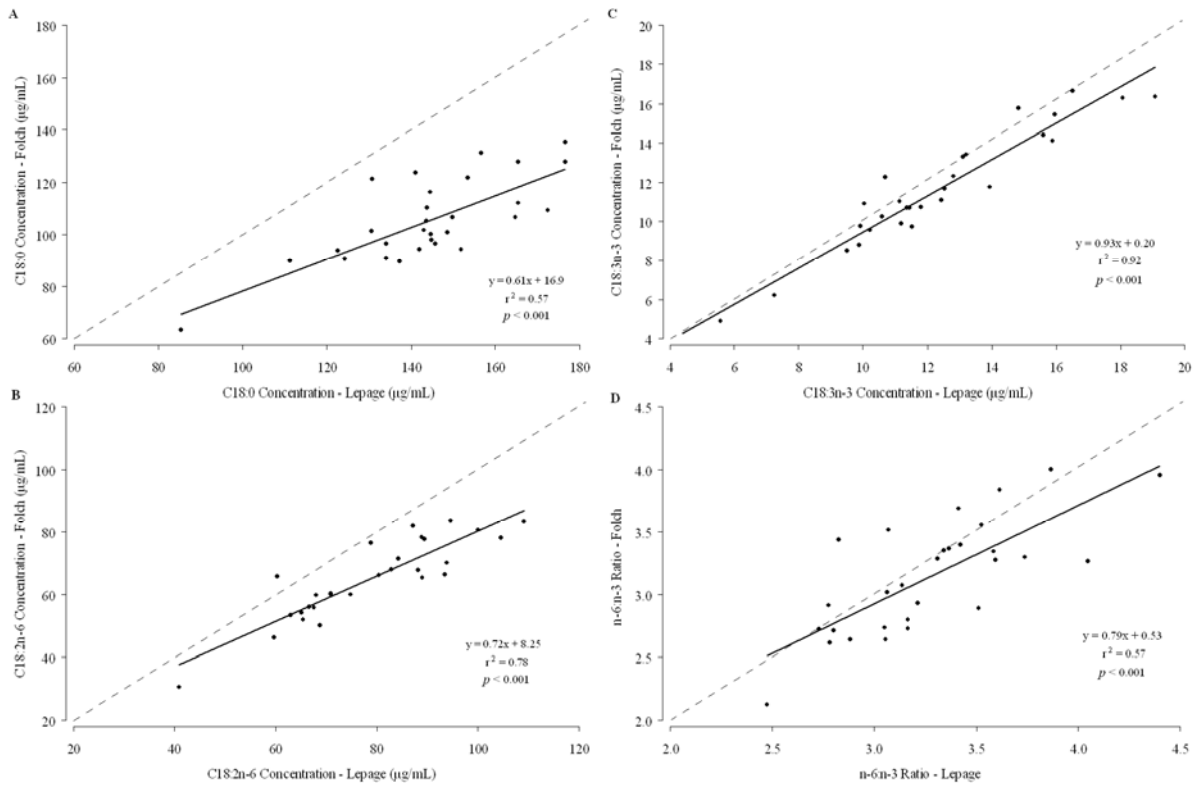 A
180
160
140
120
100
80
60
C18:0 Concentration - Folch (µg/mL)
60
80
100
120
140
160
180
C18:0 Concentration - Lepage (µg/mL)
y = 0.61x + 16.9
r² = 0.57
p < 0.001
B
120
100
80
60
40
20
C18:2n-6 Concentration - Folch (µg/mL)
20
40
60
80
100
120
C18:2n-6 Concentration - Lepage (µg/mL)
y = 0.72x + 8.25
r² = 0.78
p < 0.001
C
20
18
16
14
12
10
8
6
4
C18:3n-3 Concentration - Folch (µg/mL)
4
6
8
10
12
14
16
18
20
C18:3n-3 Concentration - Lepage (µg/mL)
y = 0.93x + 0.20
r² = 0.92
p < 0.001
D
4.5
4.0
3.5
3.0
2.5
2.0
n-6:n-3 Ratio - Folch
2.0
2.5
3.0
3.5
4.0
4.5
n-6:n-3 Ratio - Lepage
y = 0.79x + 0.53
r² = 0.57
p < 0.001